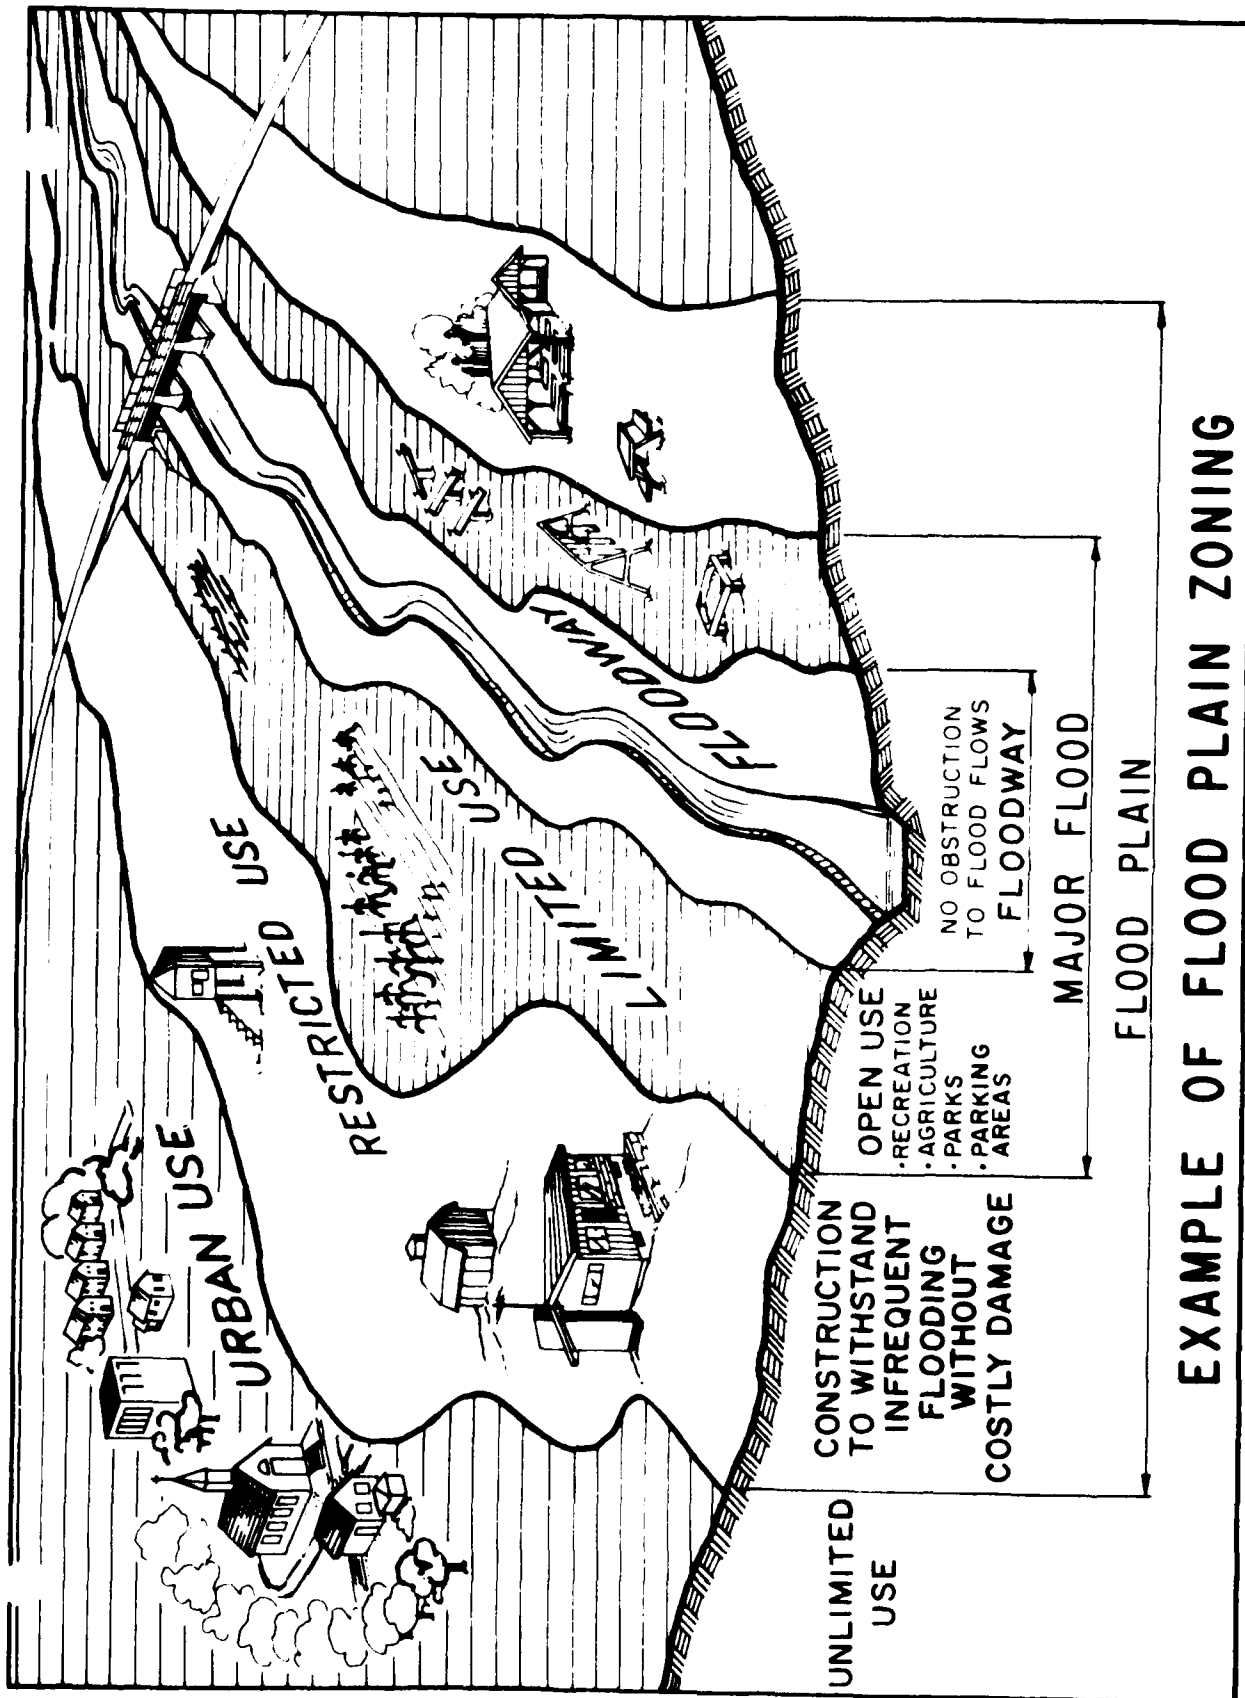 URBAN USE
RESTRICTED USE
LIMITED USE
FLOODWAY
UNLIMITED
USE
CONSTRUCTION
TO WITHSTAND
INFREQUENT
FLOODING
WITHOUT
COSTLY DAMAGE
OPEN USE
·RECREATION
·AGRICULTURE
·PARKS
·PARKING
AREAS
NO OBSTRUCTION
TO FLOOD FLOWS
FLOODWAY
MAJOR FLOOD
FLOOD PLAIN
EXAMPLE OF FLOOD PLAIN ZONING